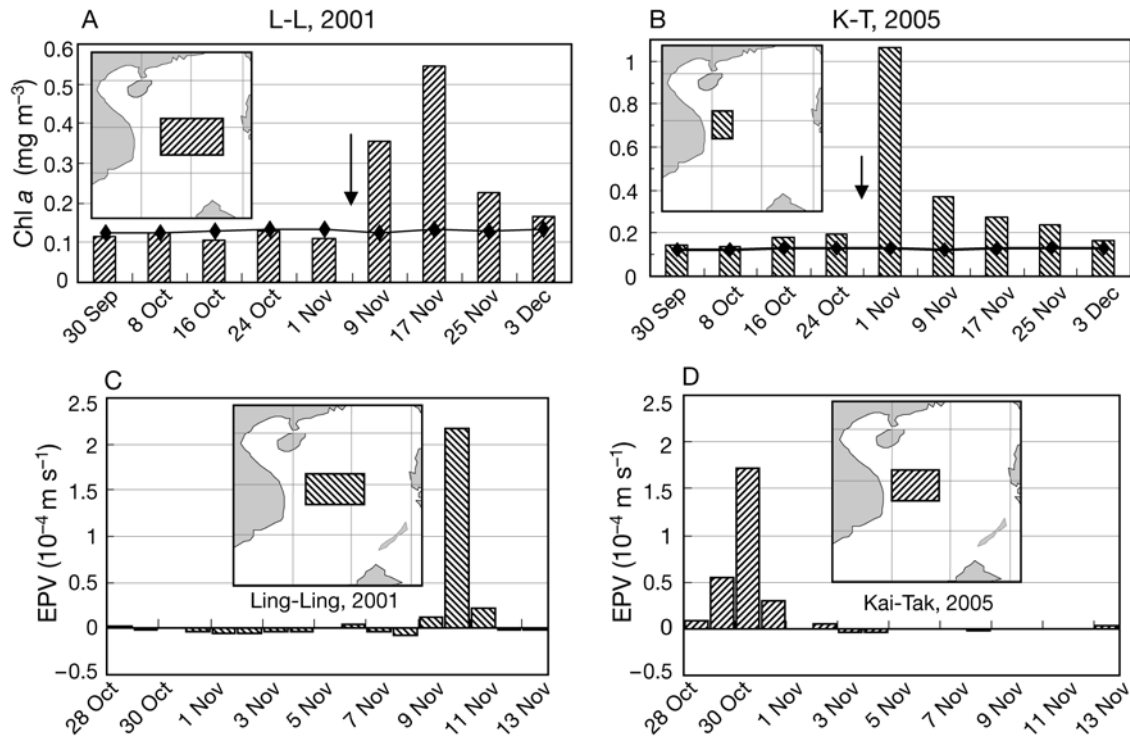 A
L-L, 2001
Chl a (mg m⁻³)
0.6
0.5
0.4
0.3
0.2
0.1
0
30 Sep
8 Oct
16 Oct
24 Oct
1 Nov
9 Nov
17 Nov
25 Nov
3 Dec
B
K-T, 2005
1
0.8
0.6
0.4
0.2
0
30 Sep
8 Oct
16 Oct
24 Oct
1 Nov
9 Nov
17 Nov
25 Nov
3 Dec
C
EPV (10⁻⁴ m s⁻¹)
2.5
2
1.5
1
0.5
0
−0.5
Ling-Ling, 2001
28 Oct
30 Oct
1 Nov
3 Nov
5 Nov
7 Nov
9 Nov
11 Nov
13 Nov
D
EPV (10⁻⁴ m s⁻¹)
2.5
2
1.5
1
0.5
0
−0.5
Kai-Tak, 2005
28 Oct
30 Oct
1 Nov
3 Nov
5 Nov
7 Nov
9 Nov
11 Nov
13 Nov